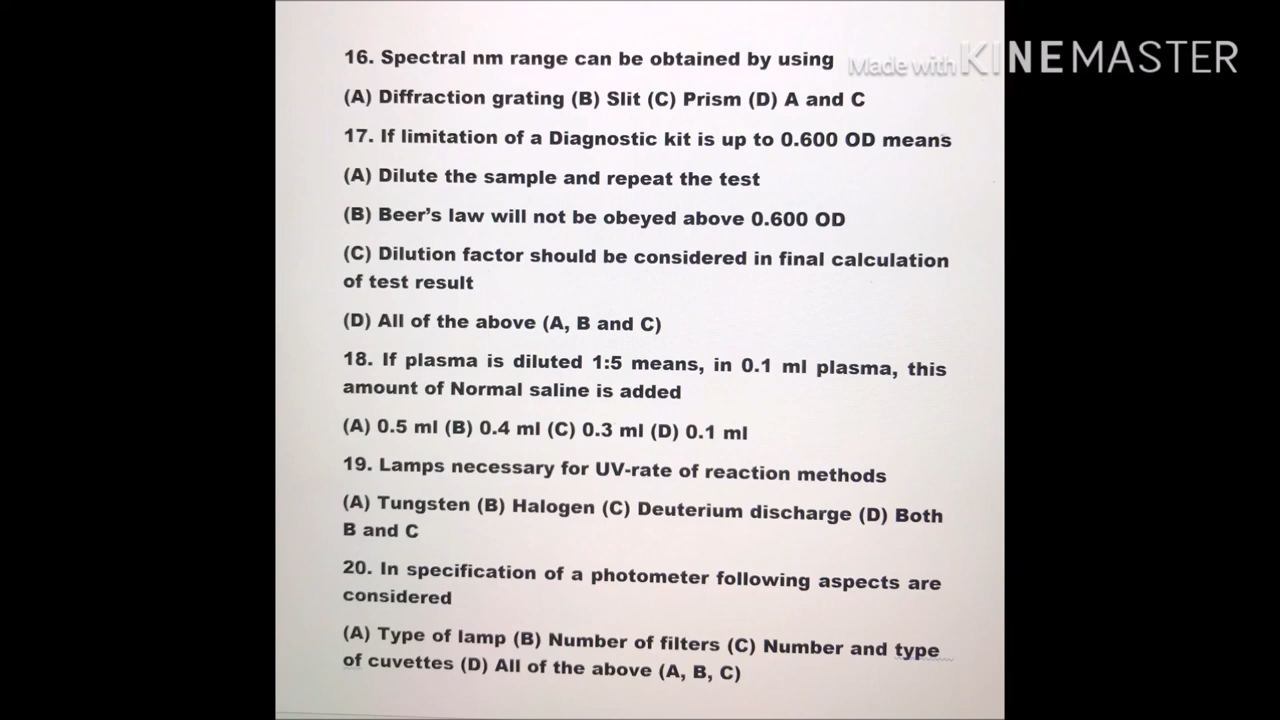 16. Spectral nm range can be obtained by using
Made with KINEMASTER
(A) Diffraction grating (B) Slit (C) Prism (D) A and C
17. If limitation of a Diagnostic kit is up to 0.600 OD means
(A) Dilute the sample and repeat the test
(B) Beer’s law will not be obeyed above 0.600 OD
(C) Dilution factor should be considered in final calculation
of test result
(D) All of the above (A, B and C)
18. If plasma is diluted 1:5 means, in 0.1 ml plasma, this
amount of Normal saline is added
(A) 0.5 ml (B) 0.4 ml (C) 0.3 ml (D) 0.1 ml
19. Lamps necessary for UV-rate of reaction methods
(A) Tungsten (B) Halogen (C) Deuterium discharge (D) Both
B and C
20. In specification of a photometer following aspects are
considered
(A) Type of lamp (B) Number of filters (C) Number and type
of cuvettes (D) All of the above (A, B, C)